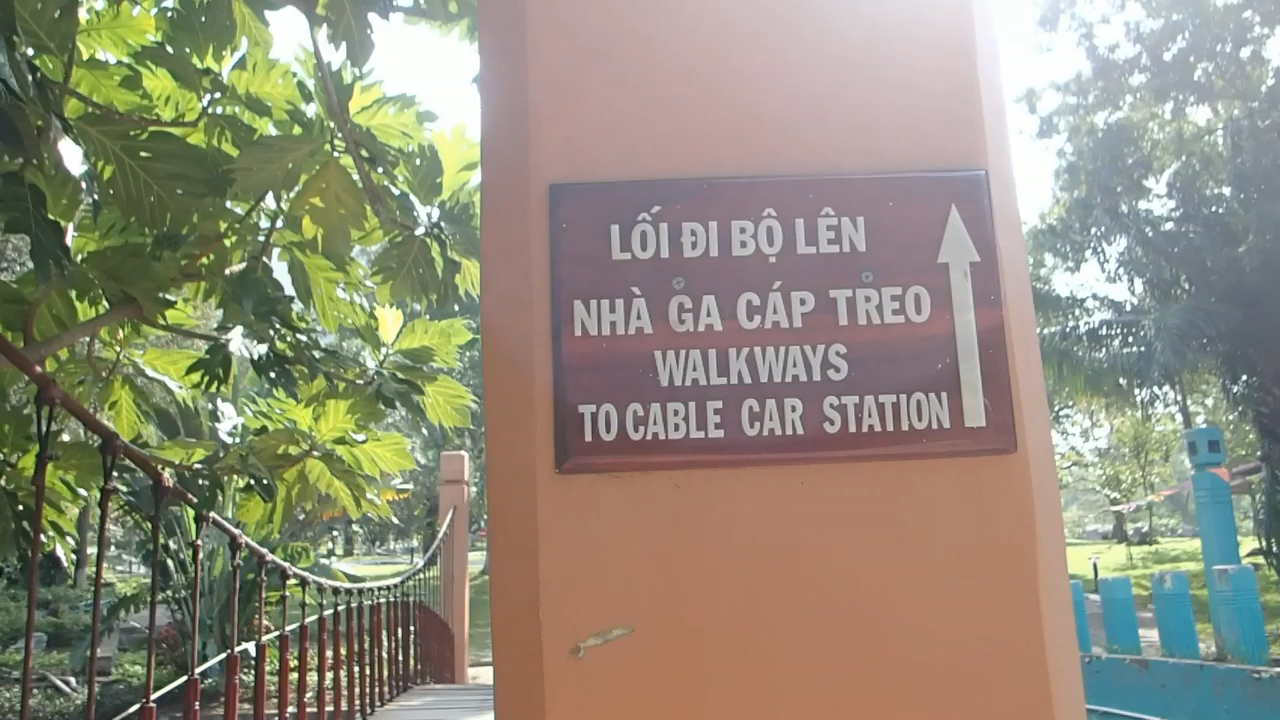 LỐI ĐI BỘ LÊN
NHÀ GA CÁP TREO
WALKWAYS
TO CABLE CAR STATION